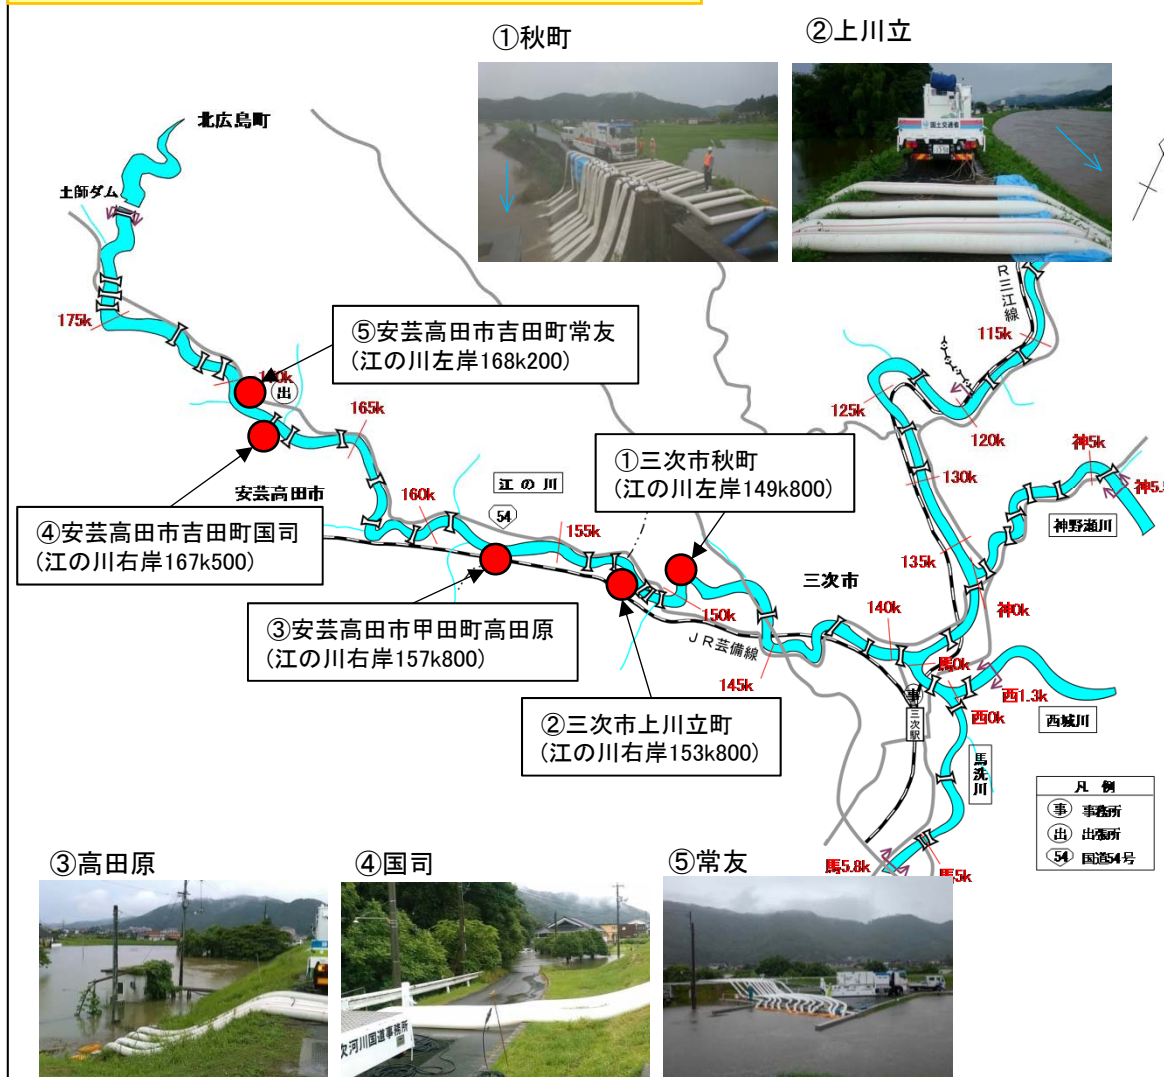 ①秋町
②上川立
国土交通省
北広島町
土師ダム
175k
⑤安芸高田市吉田町常友
(江の川左岸168k200)
出
165k
安芸高田市
160k
江の川
54
155k
①三次市秋町
(江の川左岸149k800)
④安芸高田市吉田町国司
(江の川右岸167k500)
③安芸高田市甲田町高田原
(江の川右岸157k800)
②三次市上川立町
(江の川右岸153k800)
150k
145k
JR芸備線
三次市
140k
R三江線
115k
120k
125k
130k
135k
神5k
神5.5
神野瀬川
神0k
馬0k
西1.3k
西0k
西城川
事
三次駅
馬洗川
馬5.8k
馬5k
凡例
事 事務所
出 出張所
54 国道54号
③高田原
④国司
⑤常友
次河川国道事務所